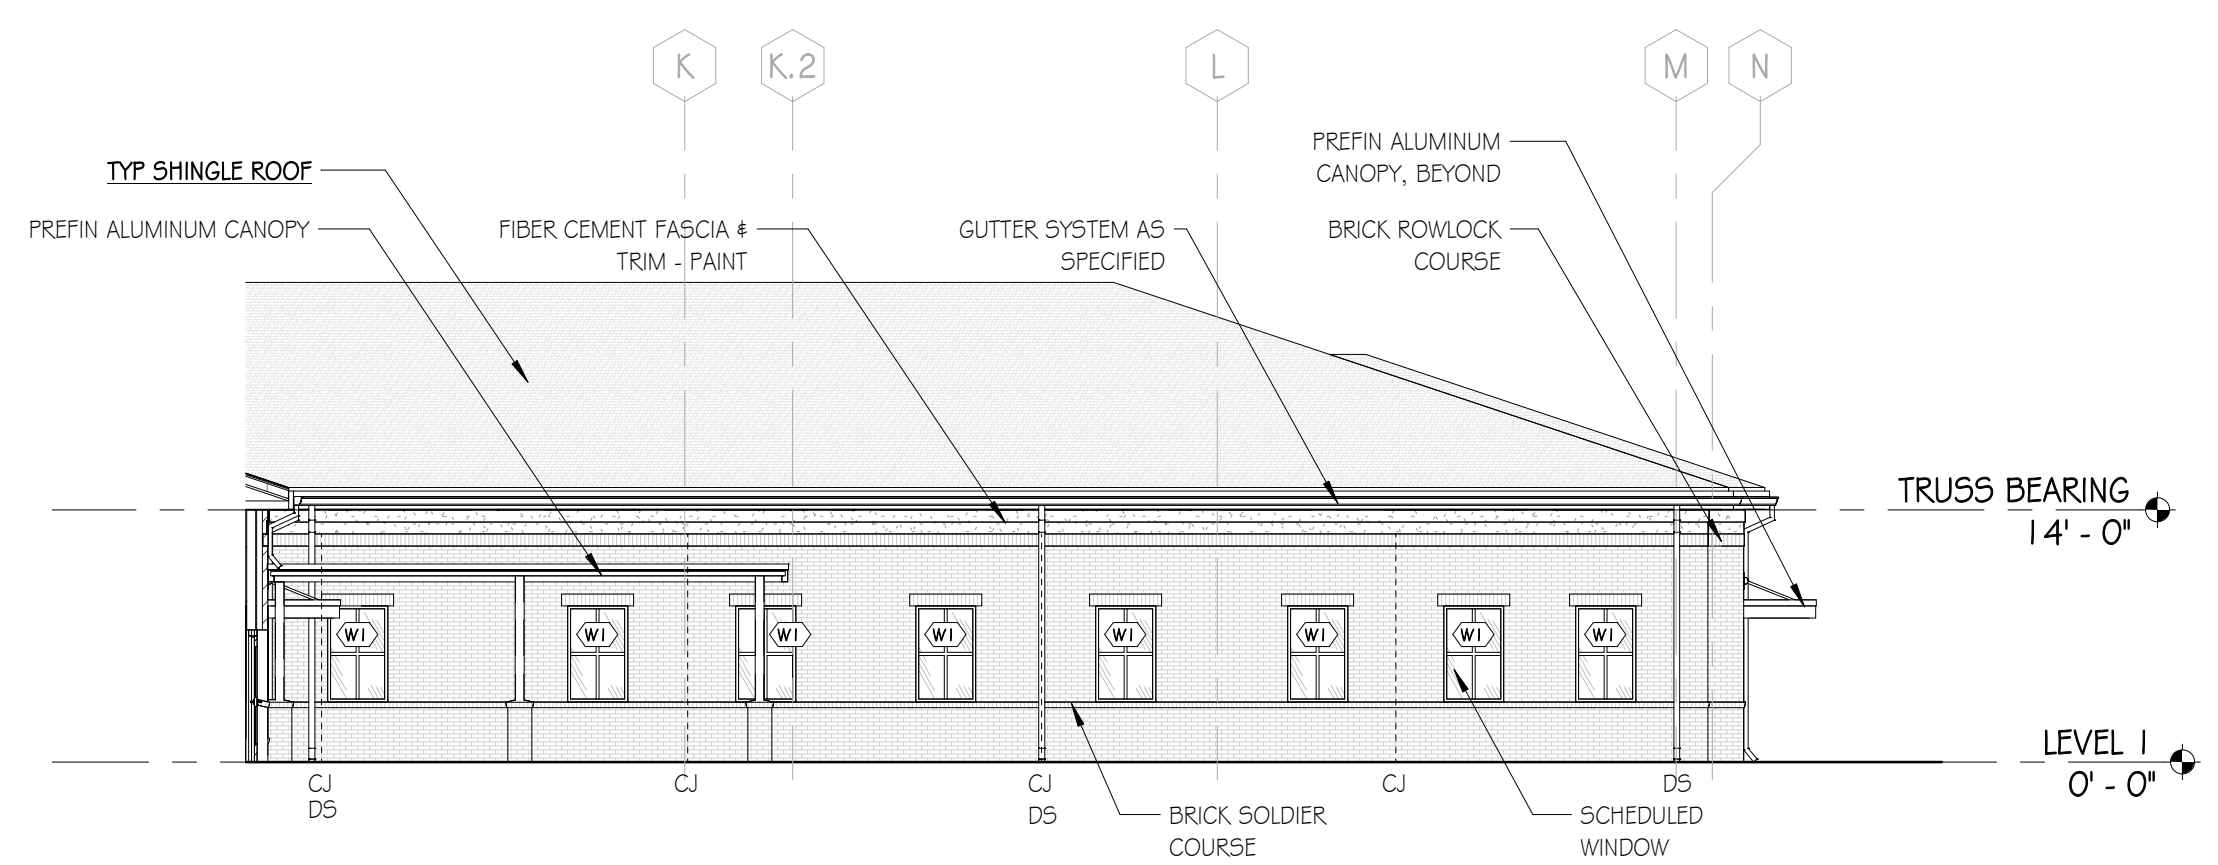 K
K.2
L
M
N
PREFIN ALUMINUM
CANOPY, BEYOND
TYP SHINGLE ROOF
PREFIN ALUMINUM CANOPY
FIBER CEMENT FASCIA &
TRIM - PAINT
GUTTER SYSTEM AS
SPECIFIED
BRICK ROWLOCK
COURSE
TRUSS BEARING
14' - 0"
W1
W1
W1
W1
W1
W1
W1
W1
LEVEL 1
0' - 0"
CJ
DS
CJ
CJ
DS
CJ
DS
BRICK SOLDIER
COURSE
SCHEDULED
WINDOW